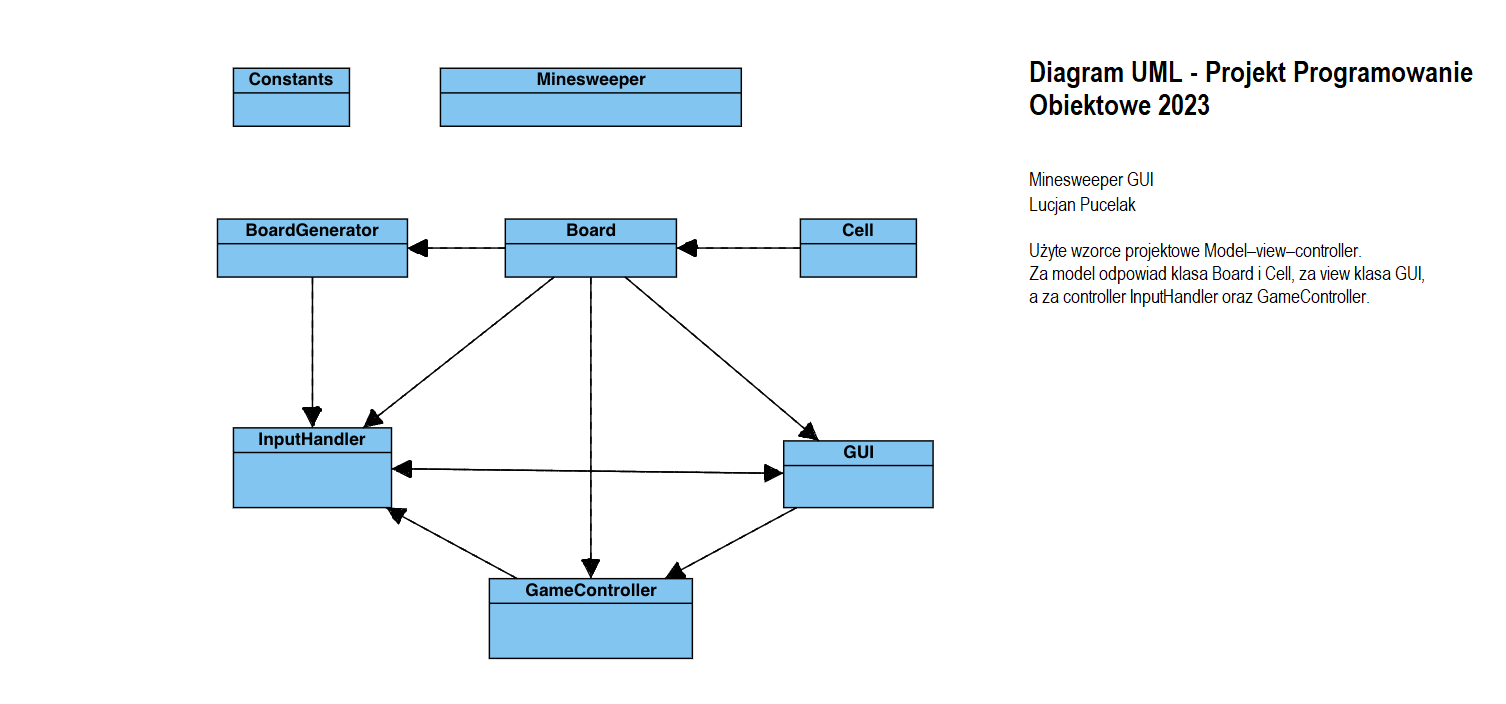 Constants
Minesweeper
Diagram UML - Projekt Programowanie
Obiektowe 2023
Minesweeper GUI
Lucjan Pucelak
Użyte wzorce projektowe Model–view–controller.
Za model odpowiad klasa Board i Cell, za view klasa GUI,
a za controller InputHandler oraz GameController.
BoardGenerator
Board
Cell
InputHandler
GUI
GameController